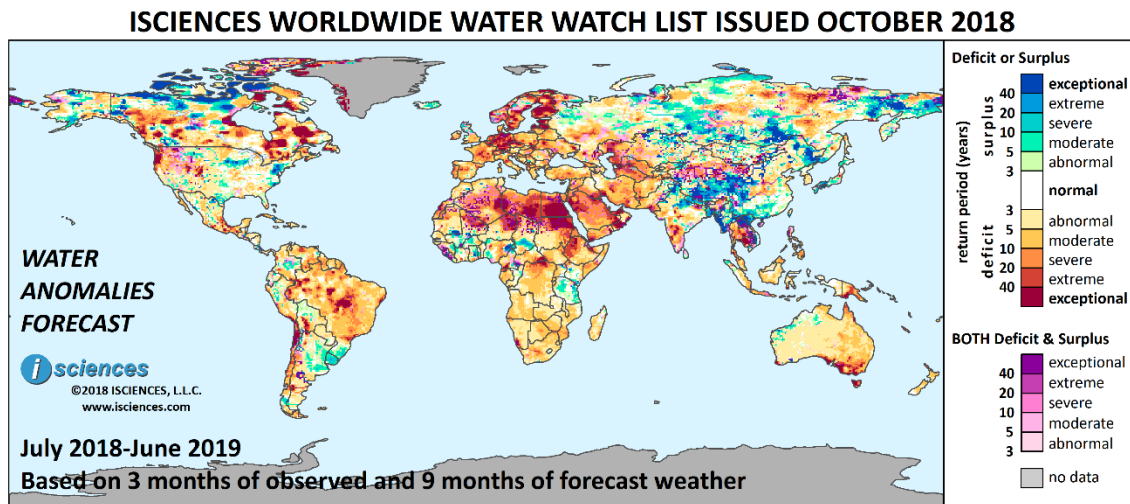 ISCIENCES WORLDWIDE WATER WATCH LIST ISSUED OCTOBER 2018
WATER
ANOMALIES
FORECAST
i sciences
©2018 ISCIENCES, L.L.C.
www.isciences.com
July 2018-June 2019
Based on 3 months of observed and 9 months of forecast weather
Deficit or Surplus
return period (years)
surplus
deficit
exceptional
40
extreme
20
severe
10
moderate
5
abnormal
3
normal
3
abnormal
5
moderate
10
severe
20
extreme
40
exceptional
BOTH Deficit & Surplus
exceptional
40
extreme
20
severe
10
moderate
5
abnormal
3
no data